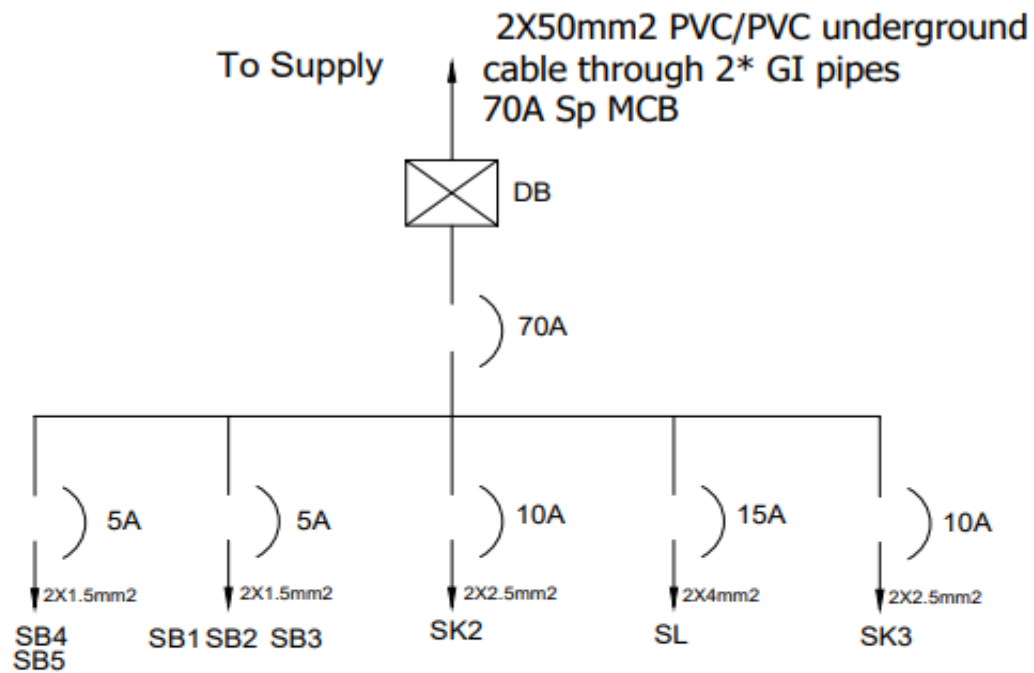 2X50mm2 PVC/PVC underground
To Supply
cable through 2* GI pipes
70A Sp MCB
DB
70A
5A
5A
10A
15A
10A
2X1.5mm2
2X1.5mm2
2X2.5mm2
2X4mm2
2X2.5mm2
SB4
SB5
SB1 SB2 SB3
SK2
SL
SK3